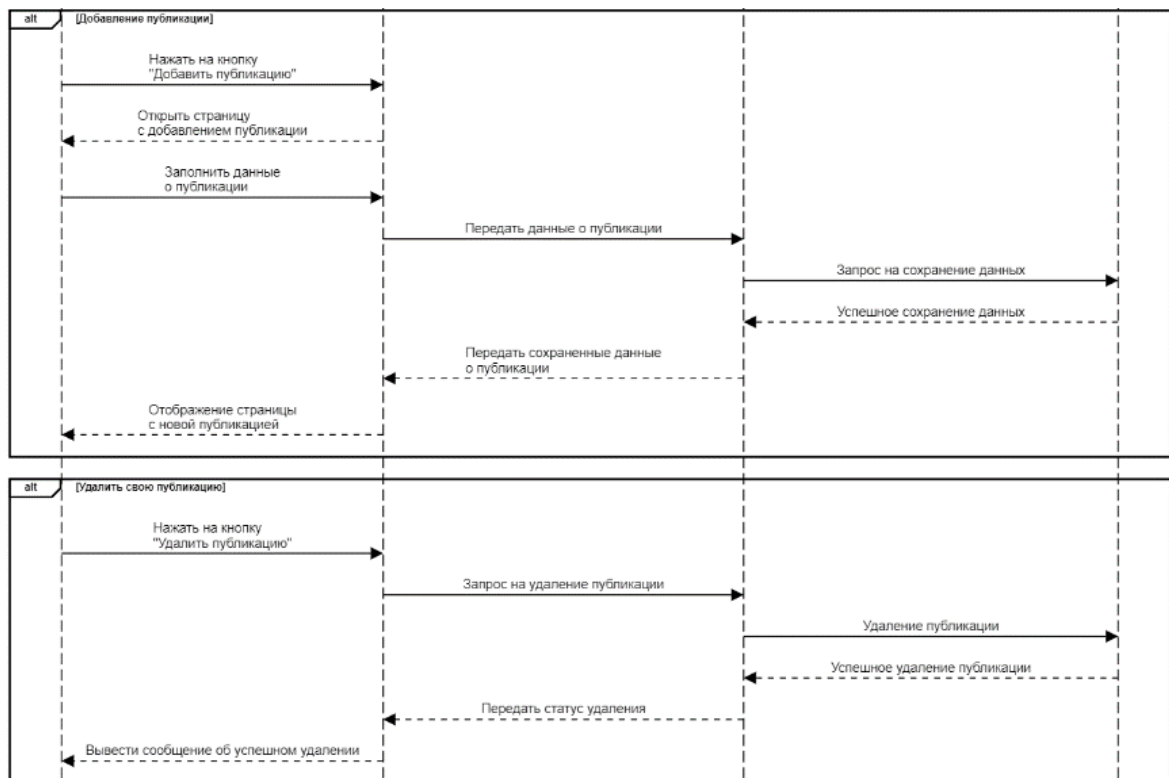 alt [Добавление публикации]
Нажать на кнопку
"Добавить публикацию"
Открыть страницу
с добавлением публикации
Заполнить данные
о публикации
Передать данные о публикации
Запрос на сохранение данных
Успешное сохранение данных
Передать сохраненные данные
о публикации
Отображение страницы
с новой публикацией
alt [Удалить свою публикацию]
Нажать на кнопку
"Удалить публикацию"
Запрос на удаление публикации
Удаление публикации
Успешное удаление публикации
Передать статус удаления
Вывести сообщение об успешном удалении